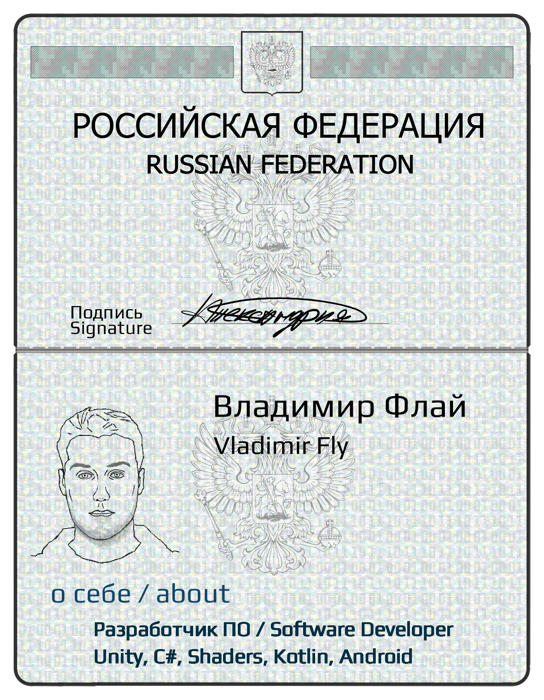 РОССИЙСКАЯ ФЕДЕРАЦИЯ
RUSSIAN FEDERATION
Подпись
Signature
Владимир Флай
Vladimir Fly
о себе / about
Разработчик ПО / Software Developer
Unity, C#, Shaders, Kotlin, Android